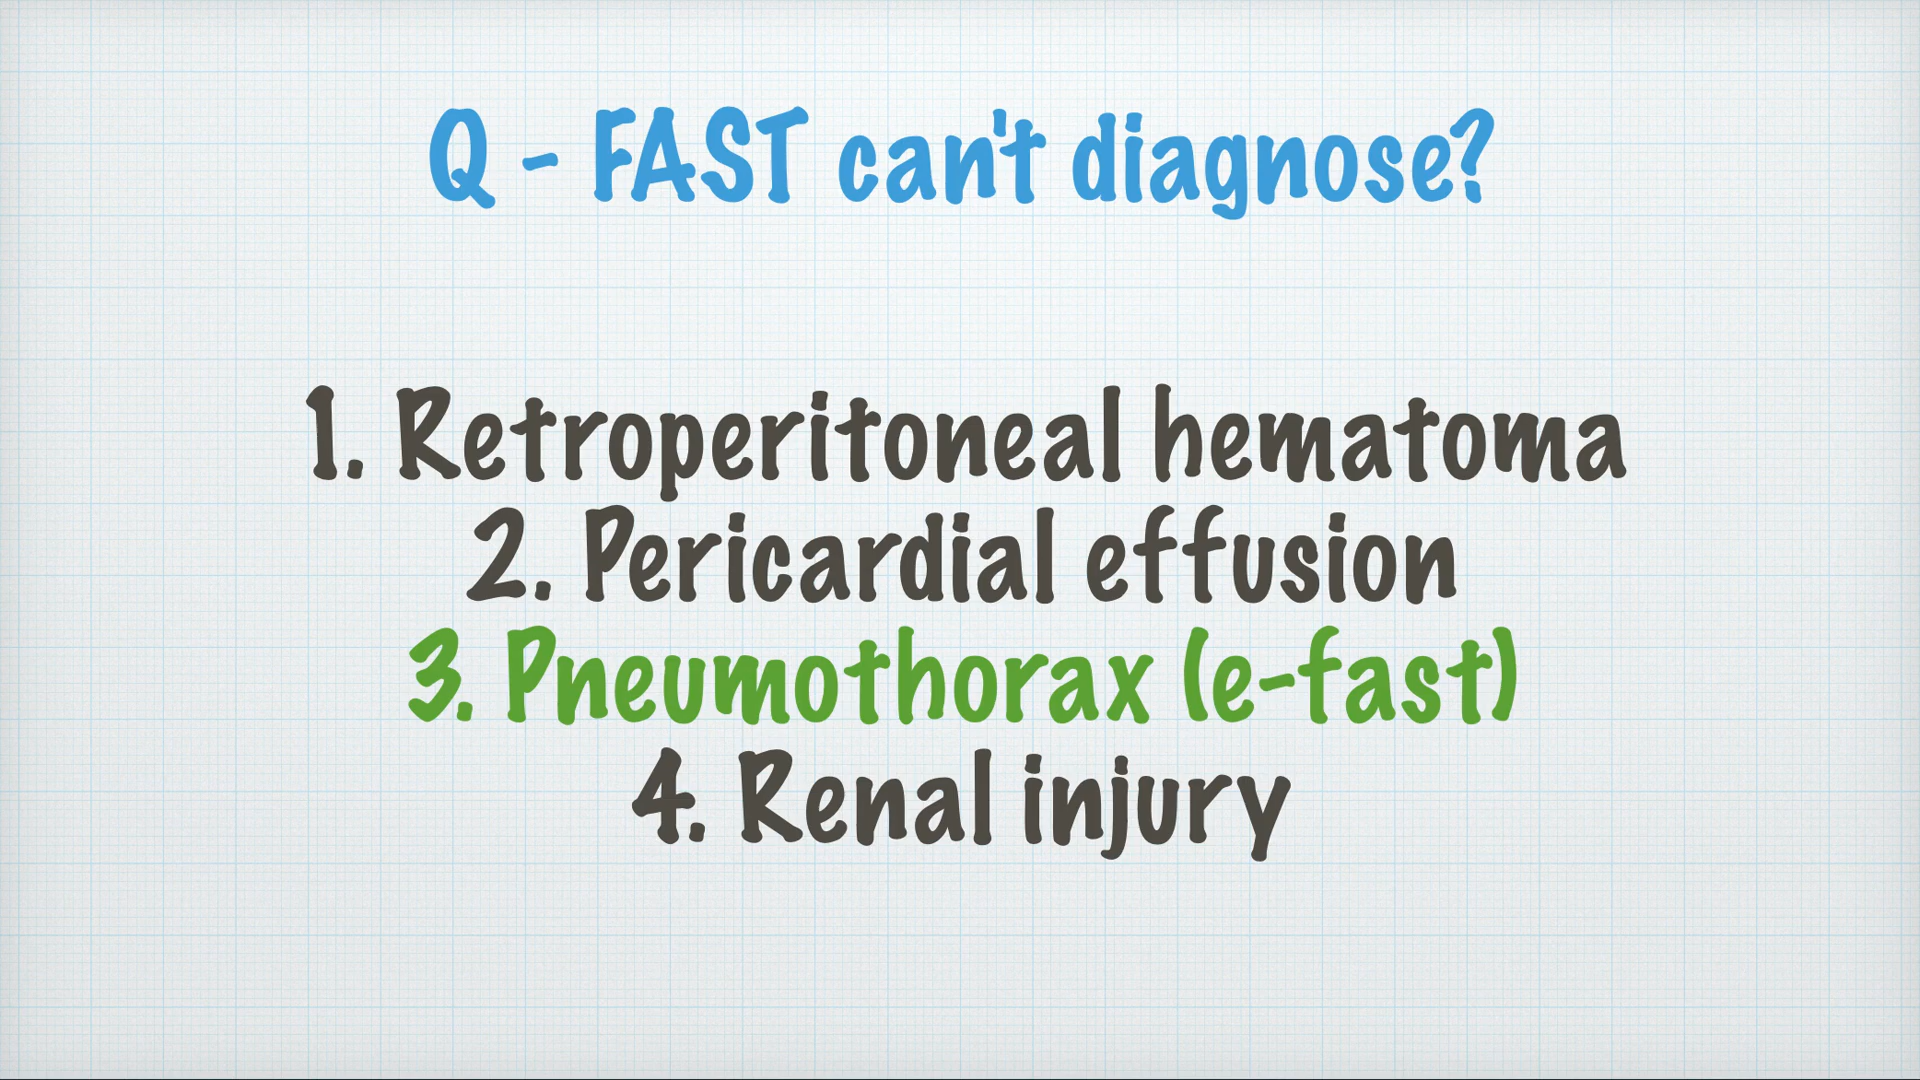 Q - FAST can't diagnose?
1. Retroperitoneal hematoma
2. Pericardial effusion
3. Pneumothorax (e-fast)
4. Renal injury